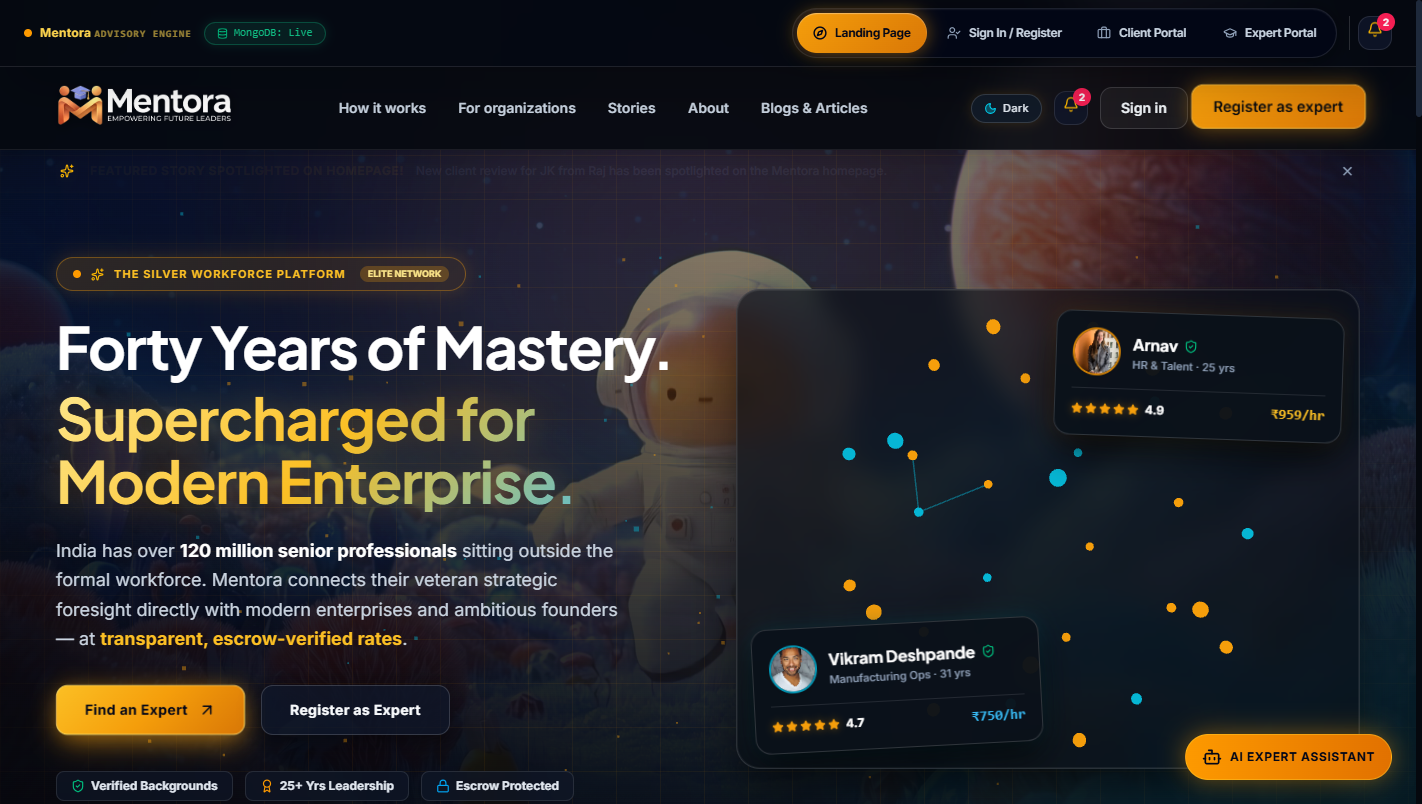 Mentora ADVISORY ENGINE
MongoDB: Live
Landing Page
Sign In / Register
Client Portal
Expert Portal
2
Mentora
EMPOWERING FUTURE LEADERS
How it works
For organizations
Stories
About
Blogs & Articles
Dark
2
Sign in
Register as expert
FEATURED STORY SPOTLIGHTED ON HOMEPAGE! New client review for JK from Raj has been spotlighted on the Mentora homepage.
THE SILVER WORKFORCE PLATFORM ELITE NETWORK
Forty Years of Mastery.
Supercharged for
Modern Enterprise.
India has over 120 million senior professionals sitting outside the
formal workforce. Mentora connects their veteran strategic
foresight directly with modern enterprises and ambitious founders
— at transparent, escrow-verified rates.
Find an Expert
Register as Expert
Verified Backgrounds
25+ Yrs Leadership
Escrow Protected
Arnav
HR & Talent · 25 yrs
4.9
₹959/hr
Vikram Deshpande
Manufacturing Ops · 31 yrs
4.7
₹750/hr
AI EXPERT ASSISTANT